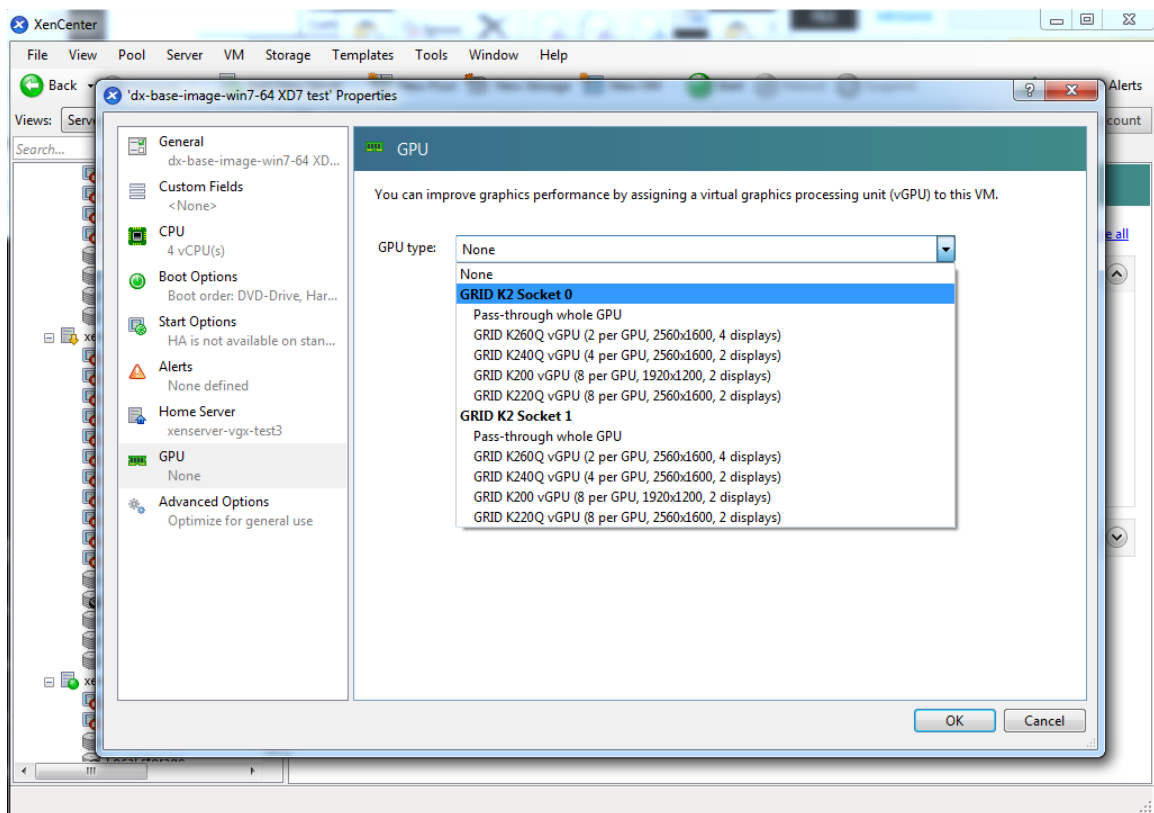 XenCenter
File View Pool Server VM Storage Templates Tools Window Help
Back
Alerts
'dx-base-image-win7-64 XD7 test' Properties
Views:
Search...
General
dx-base-image-win7-64 XD...
Custom Fields
<None>
CPU
4 vCPU(s)
Boot Options
Boot order: DVD-Drive, Har...
Start Options
HA is not available on stan...
Alerts
None defined
Home Server
xenserver-vgx-test3
GPU
None
Advanced Options
Optimize for general use
GPU
You can improve graphics performance by assigning a virtual graphics processing unit (vGPU) to this VM.
GPU type: None
None
GRID K2 Socket 0
Pass-through whole GPU
GRID K260Q vGPU (2 per GPU, 2560x1600, 4 displays)
GRID K240Q vGPU (4 per GPU, 2560x1600, 2 displays)
GRID K200 vGPU (8 per GPU, 1920x1200, 2 displays)
GRID K220Q vGPU (8 per GPU, 2560x1600, 2 displays)
GRID K2 Socket 1
Pass-through whole GPU
GRID K260Q vGPU (2 per GPU, 2560x1600, 4 displays)
GRID K240Q vGPU (4 per GPU, 2560x1600, 2 displays)
GRID K200 vGPU (8 per GPU, 1920x1200, 2 displays)
GRID K220Q vGPU (8 per GPU, 2560x1600, 2 displays)
OK Cancel